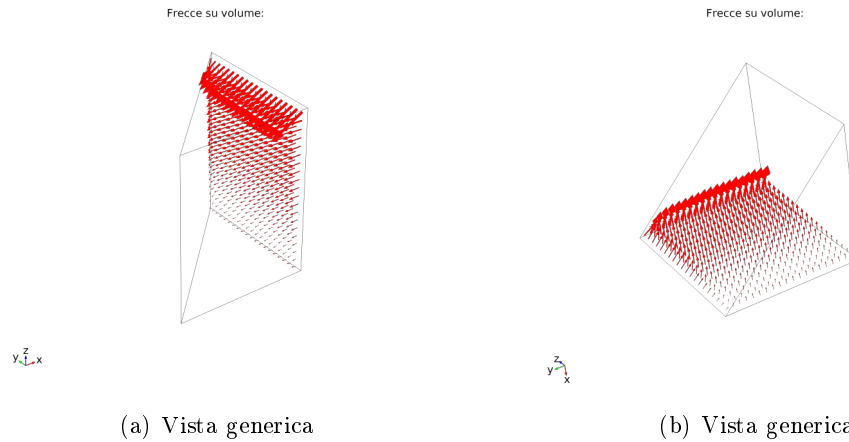 Frecce su volume:
Frecce su volume:
z
y x
z
y
x
(a) Vista generica
(b) Vista generica